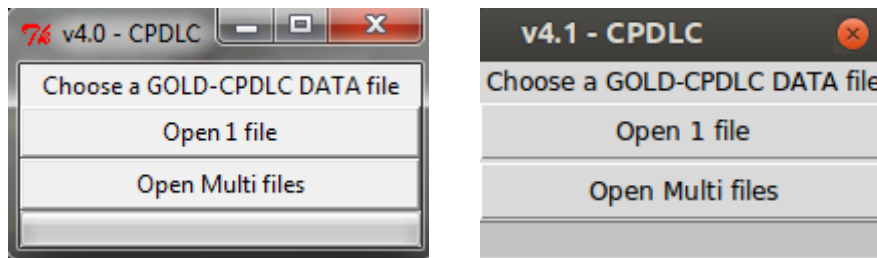 v4.0 - CPDLC
Choose a GOLD-CPDLC DATA file
Open 1 file
Open Multi files
v4.1 - CPDLC
Choose a GOLD-CPDLC DATA file
Open 1 file
Open Multi files